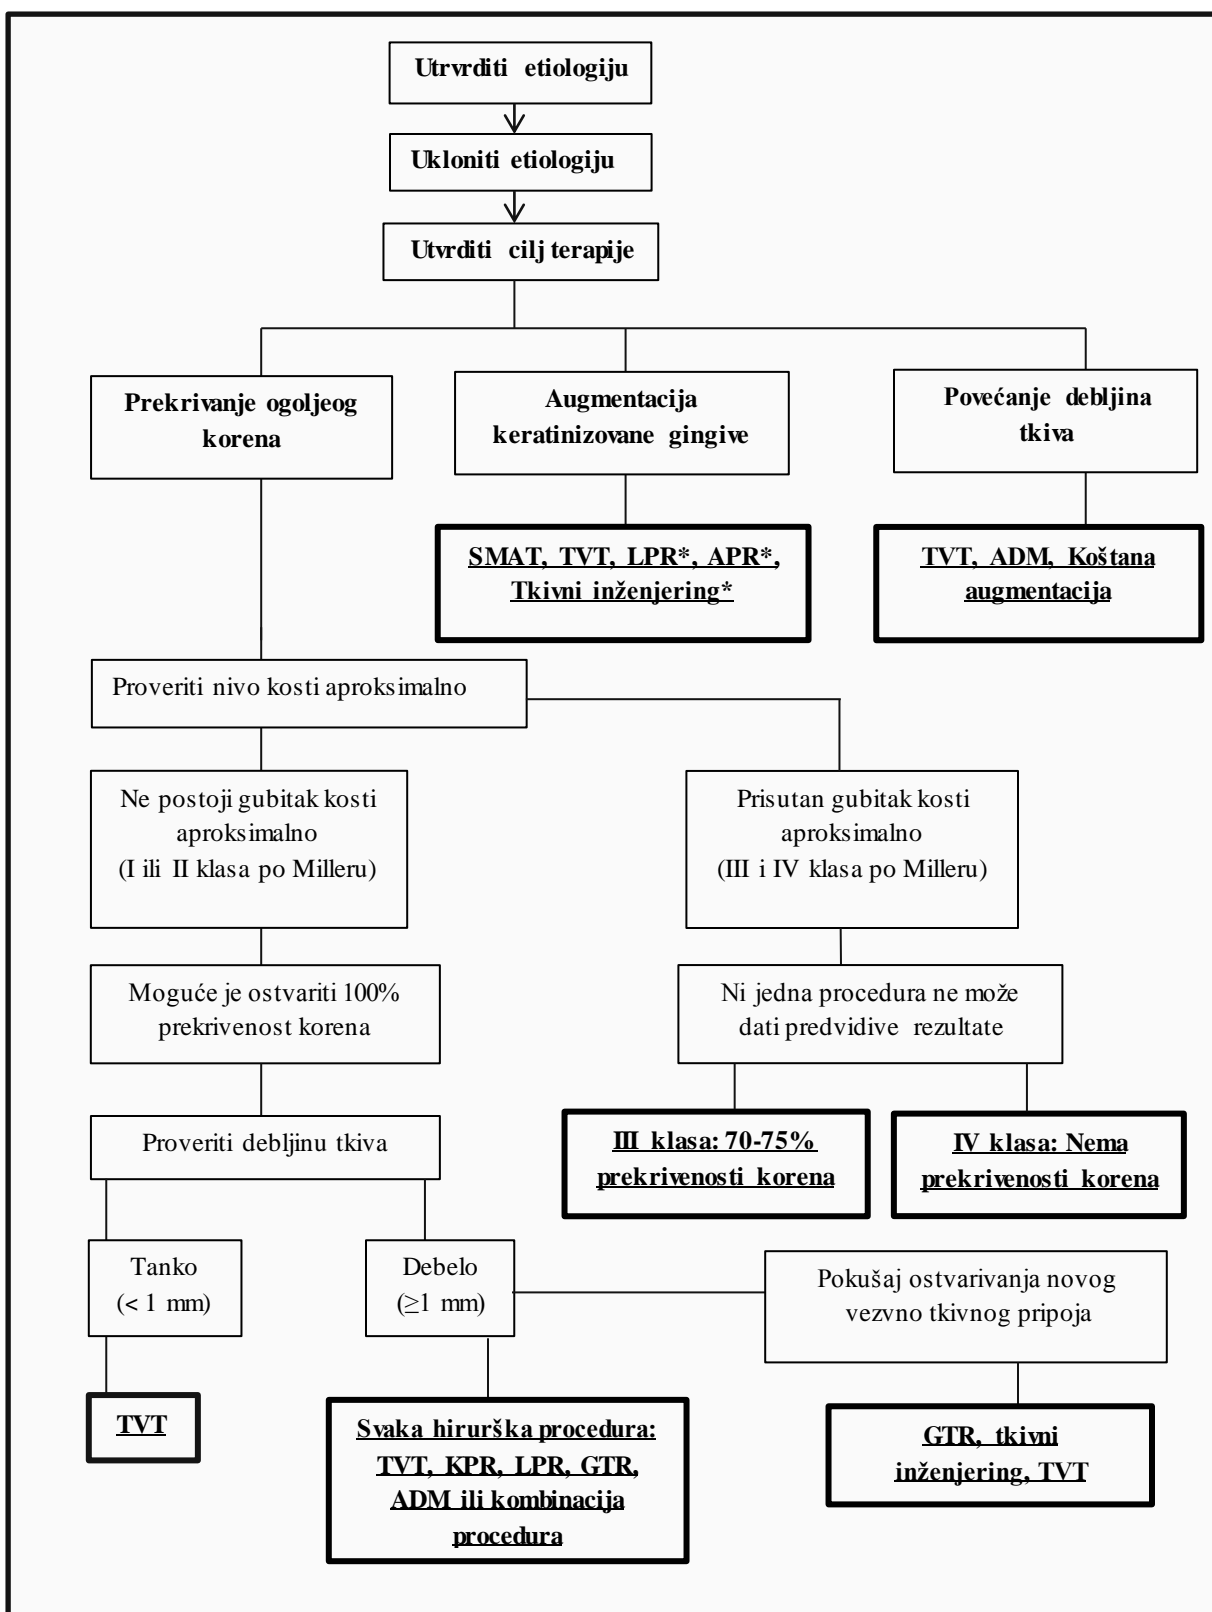 Utrvrditi etiologiju
Ukloniti etiologiju
Utvrditi cilj terapije
Prekrivanje ogoljeog
korena
Augmentacija
keratinizovane gingive
Povećanje debljina
tkiva
SMAT, TVT, LPR*, APR*,
Tkivni inženjering*
TVT, ADM, Koštana
augmentacija
Proveriti nivo kosti aproksimalno
Ne postoji gubitak kosti
aproksimalno
(I ili II klasa po Milleru)
Prisutan gubitak kosti
aproksimalno
(III i IV klasa po Milleru)
Moguće je ostvariti 100%
prekrivenost korena
Ni jedna procedura ne može
dati predvidive rezultate
Proveriti debljinu tkiva
III klasa: 70-75%
prekrivenosti korena
IV klasa: Nema
prekrivenosti korena
Tanko
(< 1 mm)
Debelo
(≥1 mm)
Pokušaj ostvarivanja novog
vezvno tkivnog pripoja
TVT
Svaka hirurška procedura:
TVT, KPR, LPR, GTR,
ADM ili kombinacija
procedura
GTR, tkivni
inženjering, TVT